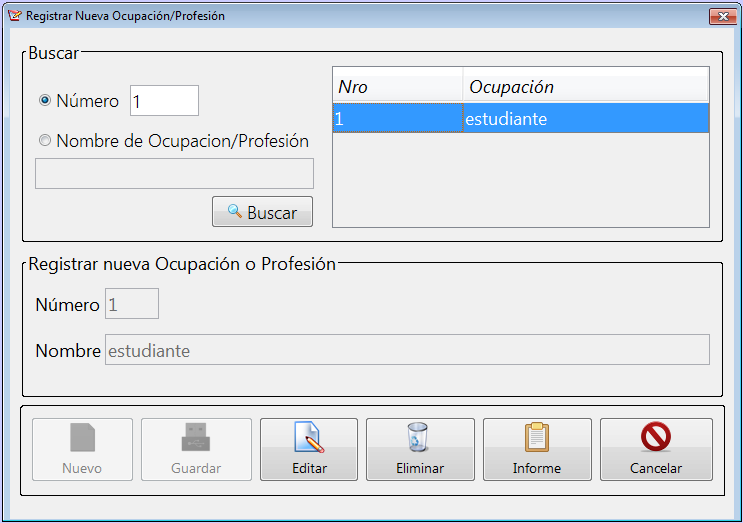 Registrar Nueva Ocupación/Profesión
Buscar
Número 1
Nombre de Ocupacion/Profesión
Buscar
Nro Ocupación
1 estudiante
Registrar nueva Ocupación o Profesión
Número 1
Nombre estudiante
Nuevo Guardar Editar Eliminar Informe Cancelar